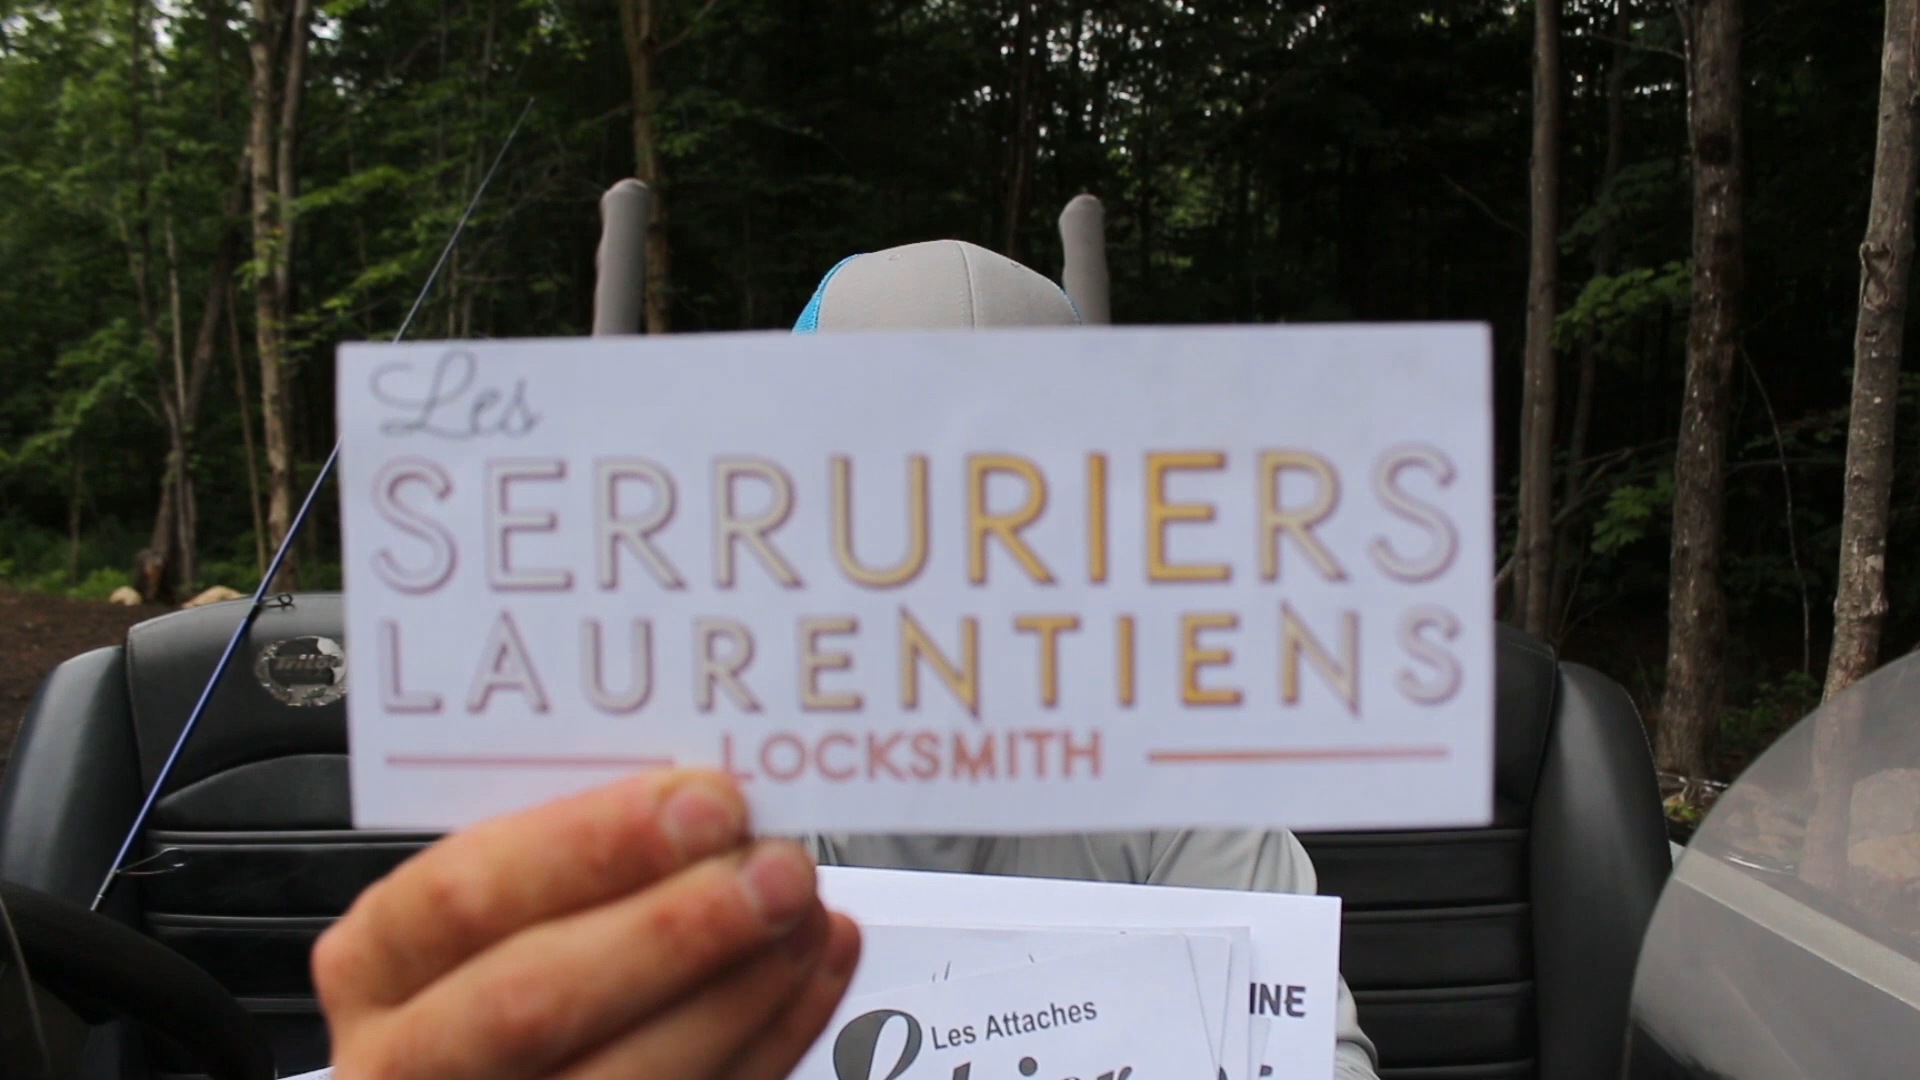 Les
SERRURIERS
LAURENTIENS
LOCKSMITH
INE
Les Attaches